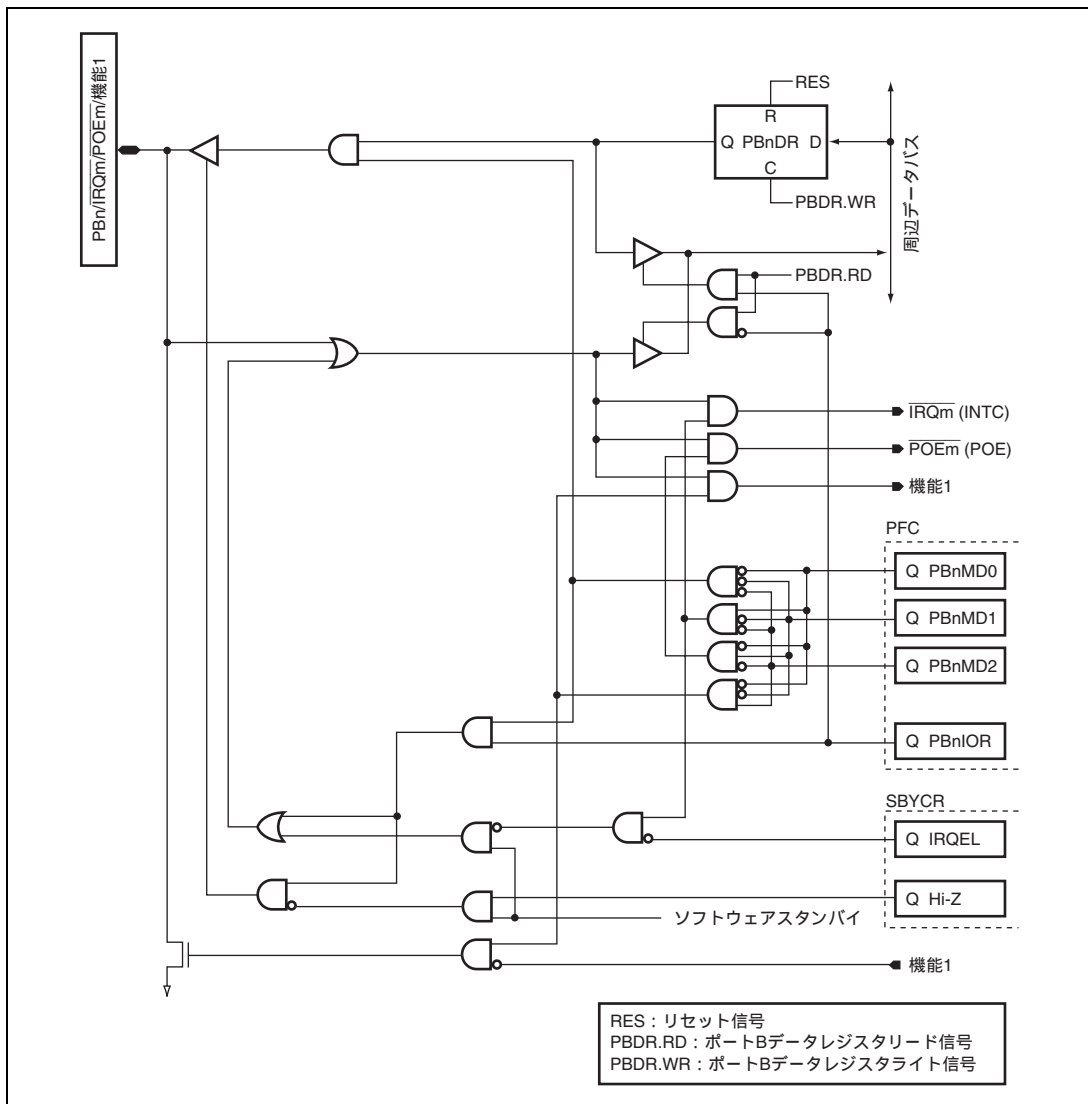 PBn/IRQm/POEm/機能1
RES
R
Q PBnDR D
C
PBDR.WR
周辺データバス
PBDR.RD
IRQm (INTC)
POEm (POE)
機能1
PFC
Q PBnMD0
Q PBnMD1
Q PBnMD2
Q PBnIOR
SBYCR
Q IRQEL
Q Hi-Z
ソフトウェアスタンバイ
機能1
RES：リセット信号
PBDR.RD：ポートBデータレジスタリード信号
PBDR.WR：ポートBデータレジスタライト信号